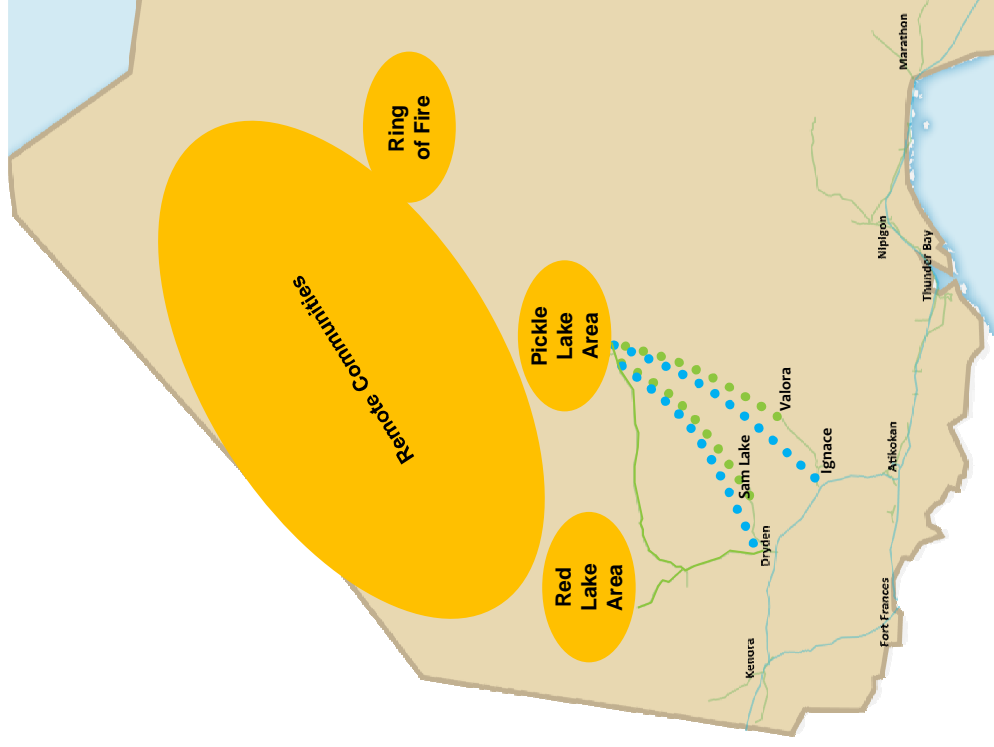 Remote Communities
Ring
of Fire
Pickle
Lake
Area
Red
Lake
Area
Marathon
Nipigon
Thunder Bay
Valora
Sam Lake
Ignace
Atikokan
Dryden
Fort Frances
Kenora